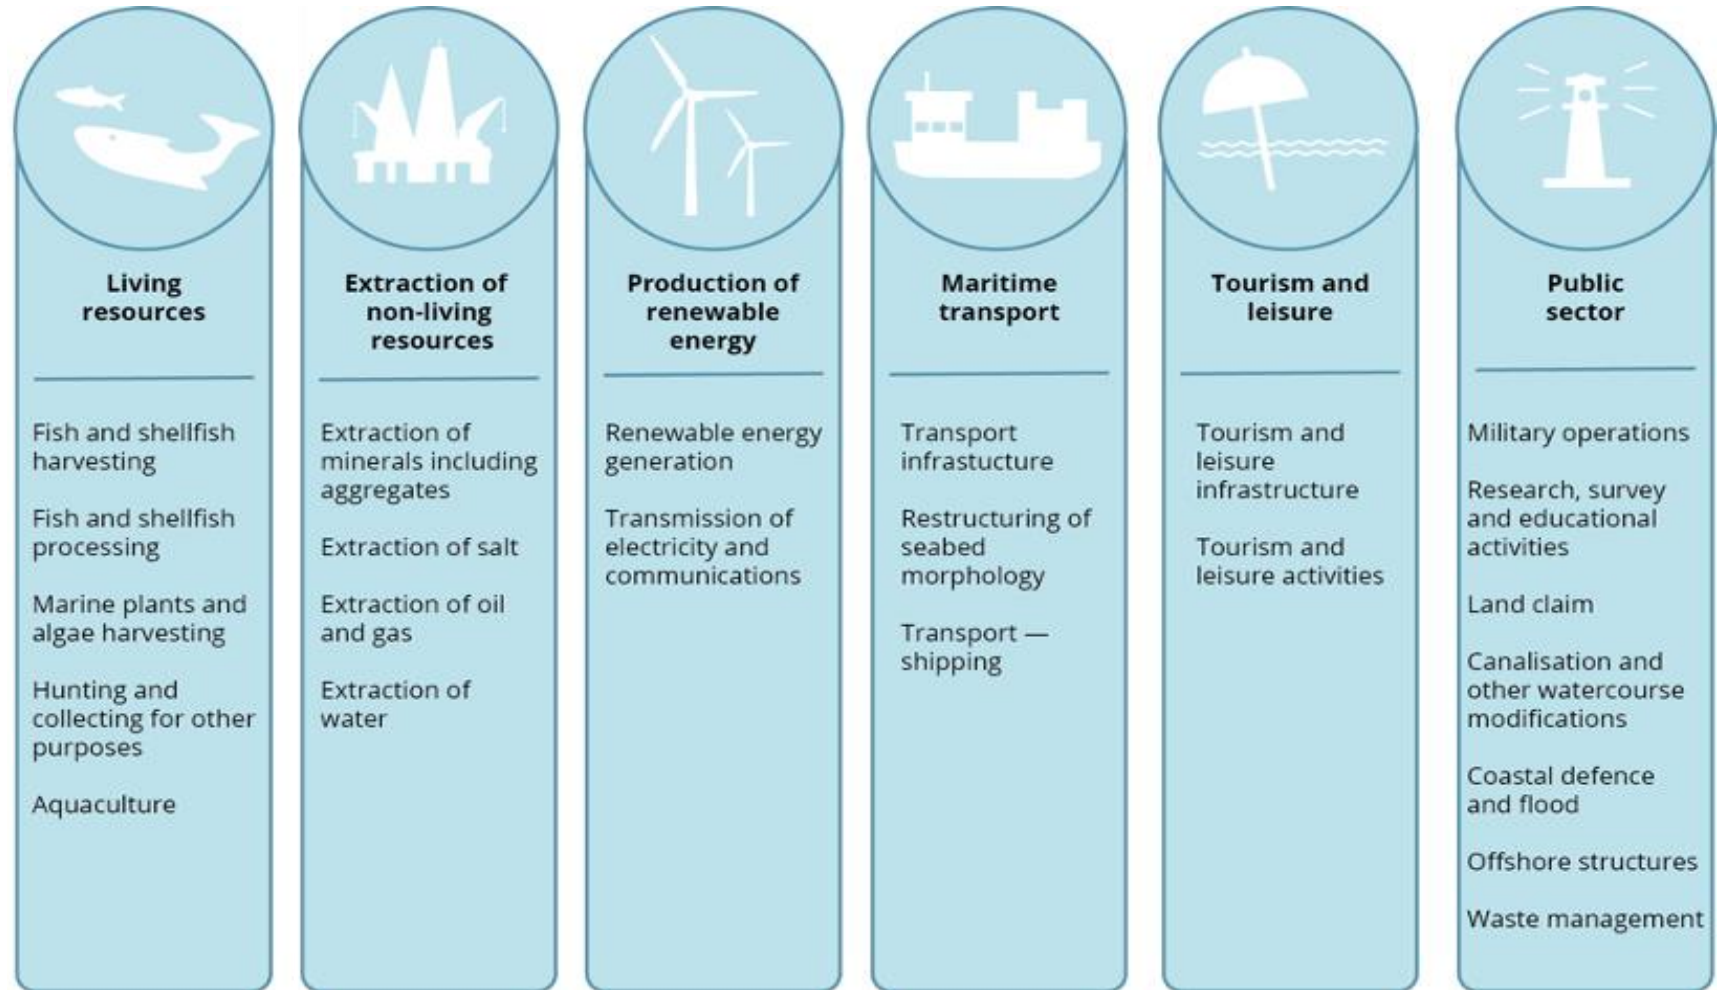 Living
resources
Fish and shellfish
harvesting
Fish and shellfish
processing
Marine plants and
algae harvesting
Hunting and
collecting for other
purposes
Aquaculture
Extraction of
non-living
resources
Extraction of
minerals including
aggregates
Extraction of salt
Extraction of oil
and gas
Extraction of
water
Production of
renewable
energy
Renewable energy
generation
Transmission of
electricity and
communications
Maritime
transport
Transport
infrastucture
Restructuring of
seabed
morphology
Transport —
shipping
Tourism and
leisure
Tourism and
leisure
infrastructure
Tourism and
leisure activities
Public
sector
Military operations
Research, survey
and educational
activities
Land claim
Canalisation and
other watercourse
modifications
Coastal defence
and flood
Offshore structures
Waste management